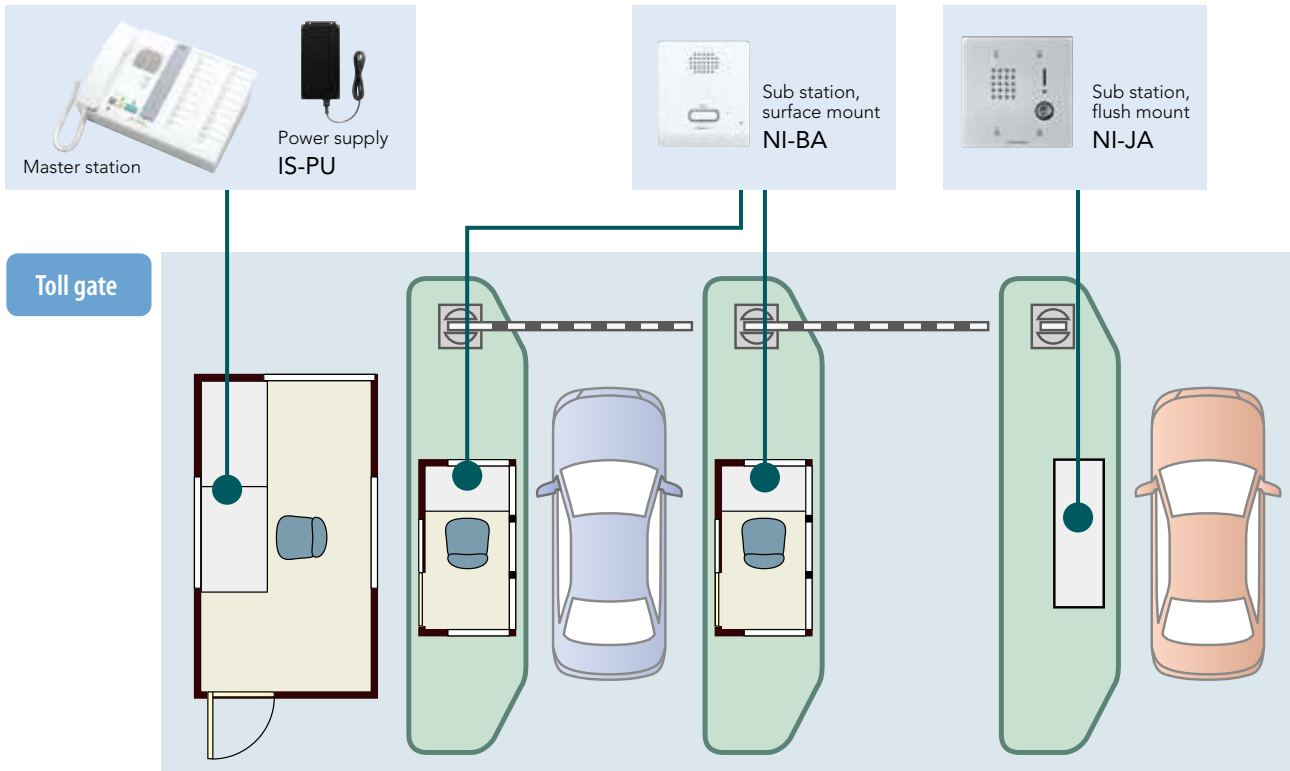 Master station
Power supply
IS-PU
Sub station,
surface mount
NI-BA
Sub station,
flush mount
NI-JA
Toll gate